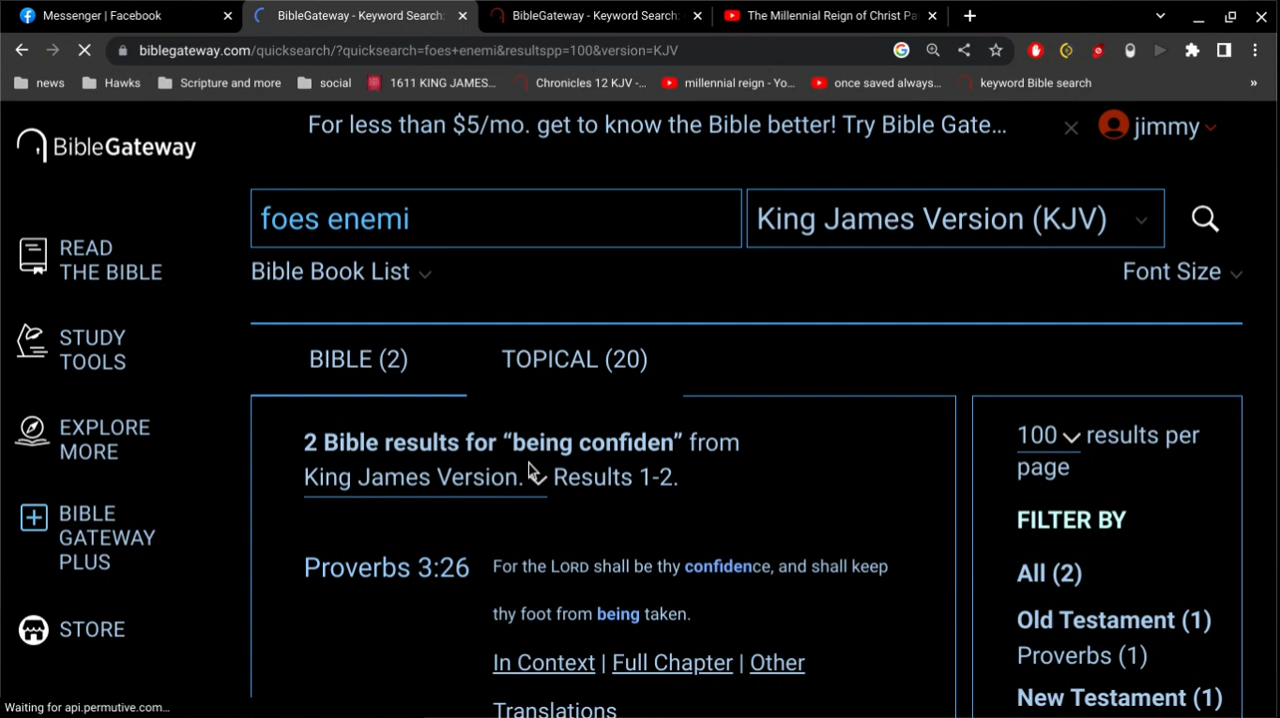 Messenger | Facebook
BibleGateway - Keyword Search:
BibleGateway - Keyword Search:
The Millennial Reign of Christ Pa
biblegateway.com/quicksearch/?quicksearch=foes+enemi&resultspp=100&version=KJV
news
Hawks
Scripture and more
social
1611 KING JAMES...
Chronicles 12 KJV -...
millennial reign - Yo...
once saved always...
keyword Bible search
»
For less than $5/mo. get to know the Bible better! Try Bible Gate...
jimmy
BibleGateway
foes enemi
King James Version (KJV)
Bible Book List
Font Size
READ
THE BIBLE
STUDY
TOOLS
EXPLORE
MORE
BIBLE
GATEWAY
PLUS
STORE
BIBLE (2)
TOPICAL (20)
2 Bible results for “being confiden” from
King James Version. Results 1-2.
Proverbs 3:26
For the LORD shall be thy confidence, and shall keep
thy foot from being taken.
In Context | Full Chapter | Other
Translations
100 results per
page
FILTER BY
All (2)
Old Testament (1)
Proverbs (1)
New Testament (1)
Waiting for api.permutive.com...